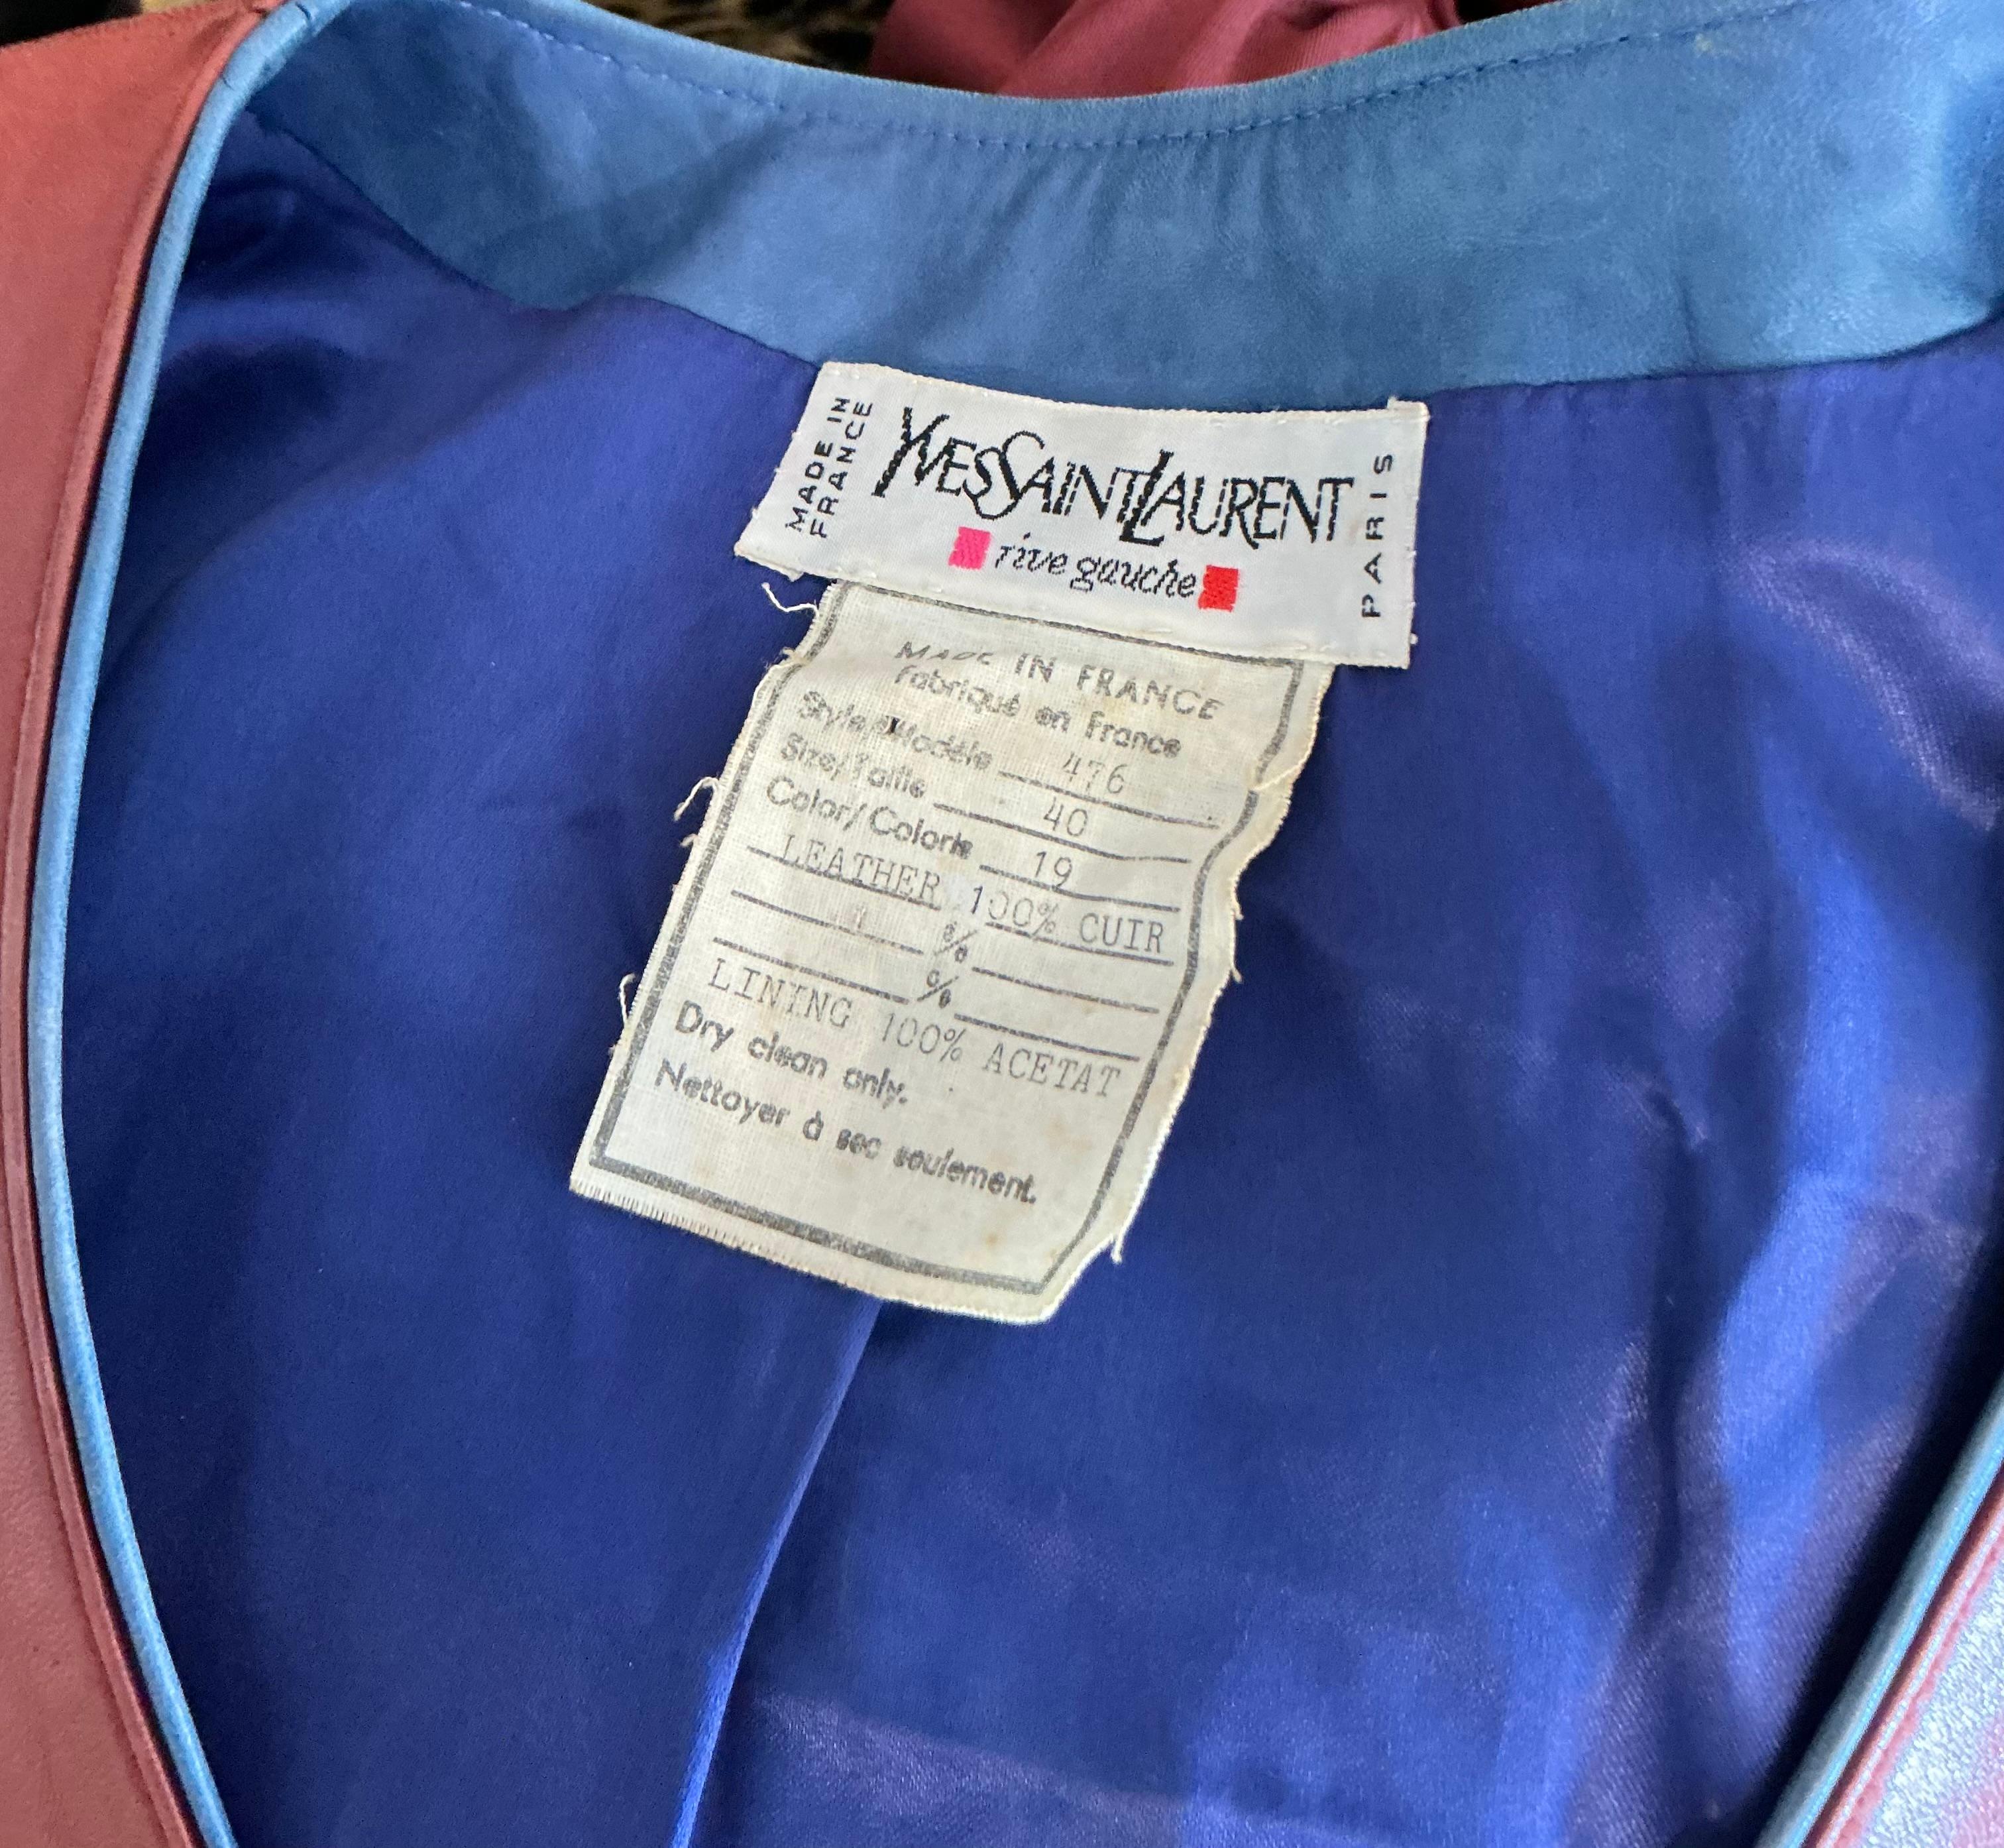 MADE IN
FRANCE
YVES SAINT LAURENT
rive gauche
PARIS
MADE IN FRANCE
Fabriqué en France
Style/Modèle 476
Size/Taille 40
Color/Coloris 19
LEATHER 100% CUIR
%
%
LINING 100% ACETAT
Dry clean only.
Nettoyer à sec seulement.